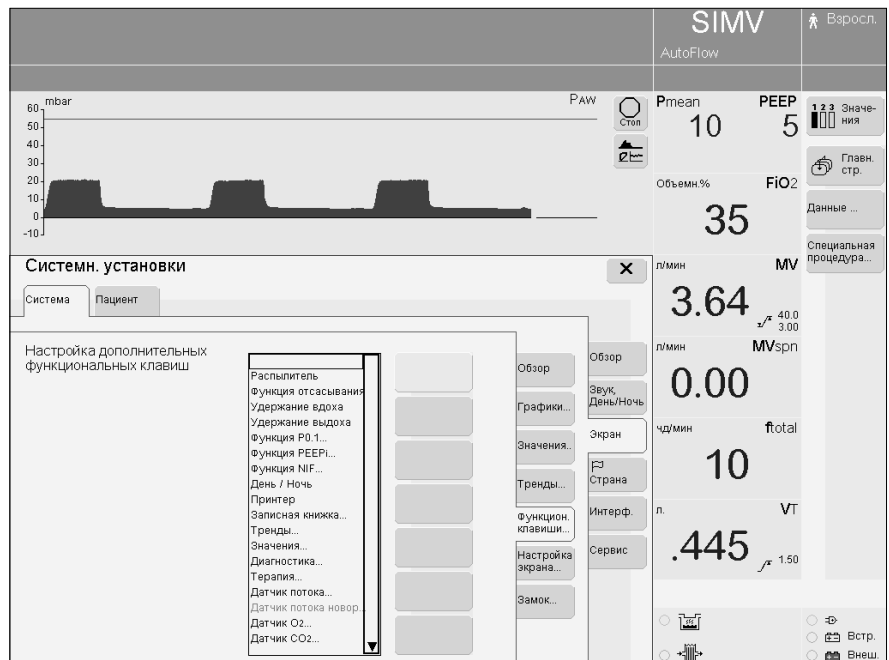 SIMV
Взросл.
AutoFlow
mbar
PAW
60
50
40
30
20
10
0
-10
Стоп
Pmean
10
PEEP
5
1 2 3 Значе-
ния
Главн.
стр.
Данные ...
Специальная
процедура...
Объемн.% FiO2
35
л/мин MV
3.64
40.0
3.00
л/мин MVspn
0.00
чд/мин ftotal
10
л. VT
.445
1.50
Встр.
Внеш.
Системн. установки
Система
Пациент
Настройка дополнительных
функциональных клавиш
Распылитель
Функция отсасывания
Удержание вдоха
Удержание выдоха
Функция P0.1...
Функция PEEPi...
Функция NIF...
День / Ночь
Принтер
Записная книжка...
Тренды...
Значения...
Диагностика...
Терапия...
Датчик потока...
Датчик потока новор..
Датчик O2...
Датчик CO2...
Обзор
Графики...
Значения..
Тренды...
Функцион.
клавиши...
Настройка
экрана...
Замок...
Обзор
Звук,
День/Ночь
Экран
Страна
Интерф.
Сервис